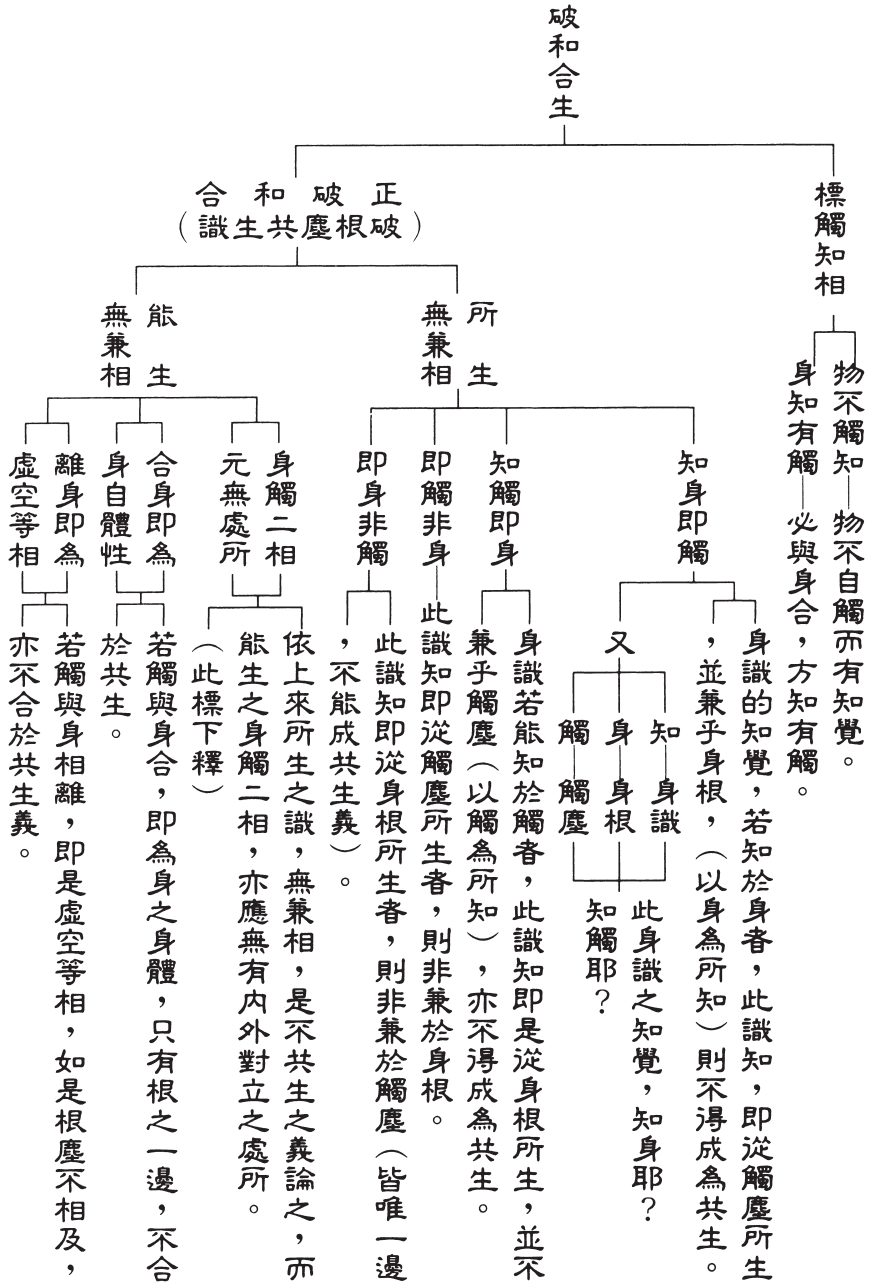 破和合生
標觸知相
物不觸知—物不自觸而有知覺。
身知有觸—必與身合，方知有觸。
正破和合
（破根塵共生識）
所生
無兼相
知身即觸
身識的知覺，若知於身者，此識知，即從觸塵所生
，並兼乎身根，（以身為所知）則不得成為共生。
又
知—身識
身—身根
觸—觸塵
此身識之知覺，知身耶？
知觸耶？
知觸即身
身識若能知於觸者，此識知即是從身根所生，並不
兼乎觸塵（以觸為所知），亦不得成為共生。
即觸非身—此識知即從觸塵所生者，則非兼於身根。
即身非觸
此識知即從身根所生者，則非兼於觸塵（皆唯一邊
，不能成共生義）。
能生
無兼相
身觸二相
元無處所
依上來所生之識，無兼相，是不共生之義論之，而
能生之身觸二相，亦應無有內外對立之處所。
（此標下釋）
合身即為
身自體性
若觸與身合，即為身之身體，只有根之一邊，不合
於共生。
離身即為
虛空等相
若觸與身相離，即是虛空等相，如是根塵不相及，
亦不合於共生義。